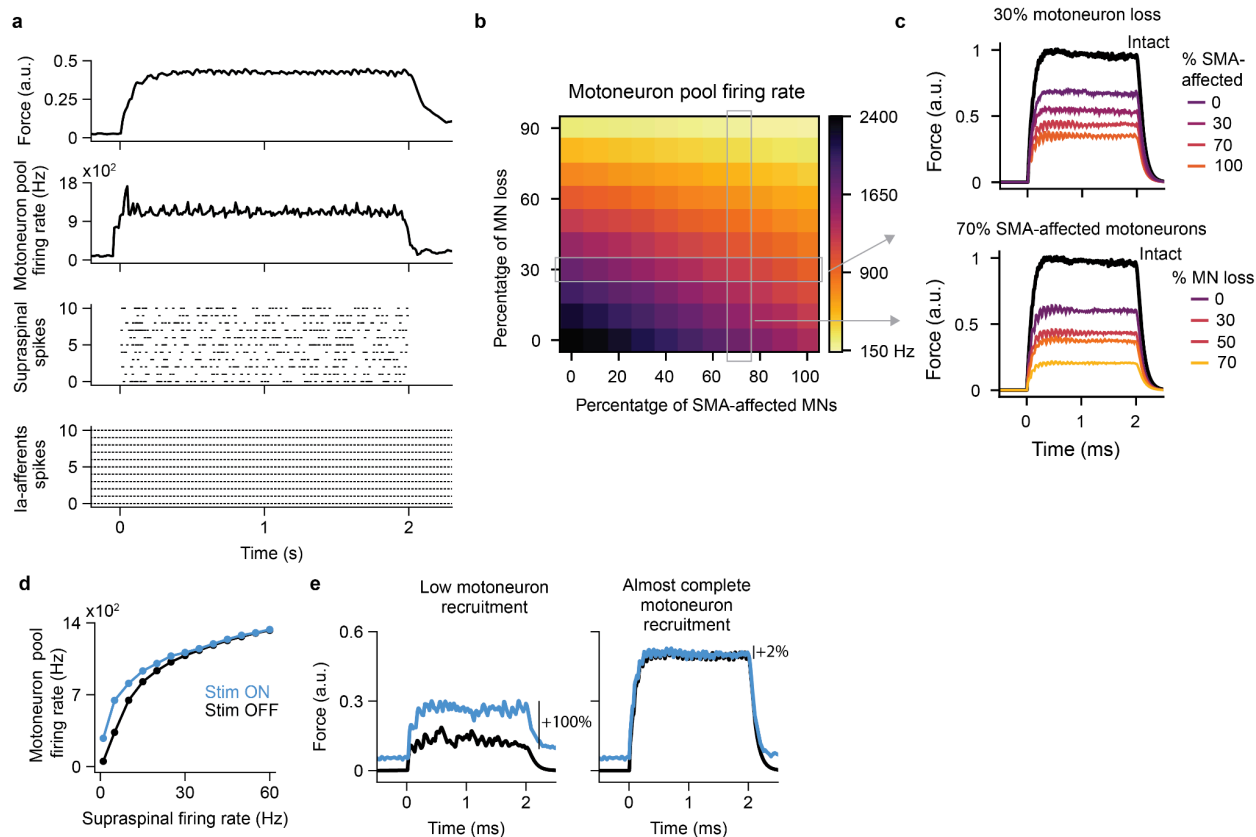 a
0.5
0.25
0
Force (a.u.)
x10²
18
9
0
Motoneuron pool
firing rate (Hz)
10
5
0
Supraspinal
spikes
10
5
0
Ia-afferents
spikes
0
1
2
Time (s)
b
Motoneuron pool firing rate
90
60
30
0
Percentatge of MN loss
0
20
40
60
80
100
Percentatge of SMA-affected MNs
2400
1650
900
150 Hz
c
30% motoneuron loss
Intact
1
0.5
0
Force (a.u.)
% SMA-
affected
0
30
70
100
70% SMA-affected motoneurons
Intact
1
0.5
0
Force (a.u.)
% MN loss
0
30
50
70
0
1
2
Time (ms)
d
x10²
14
7
0
Motoneuron pool
firing rate (Hz)
Stim ON
Stim OFF
0
30
60
Supraspinal firing rate (Hz)
e
Low motoneuron
recruitment
0.6
0.3
0
Force (a.u.)
+100%
0
1
2
Time (ms)
Almost complete
motoneuron
recruitment
+2%
0
1
2
Time (ms)